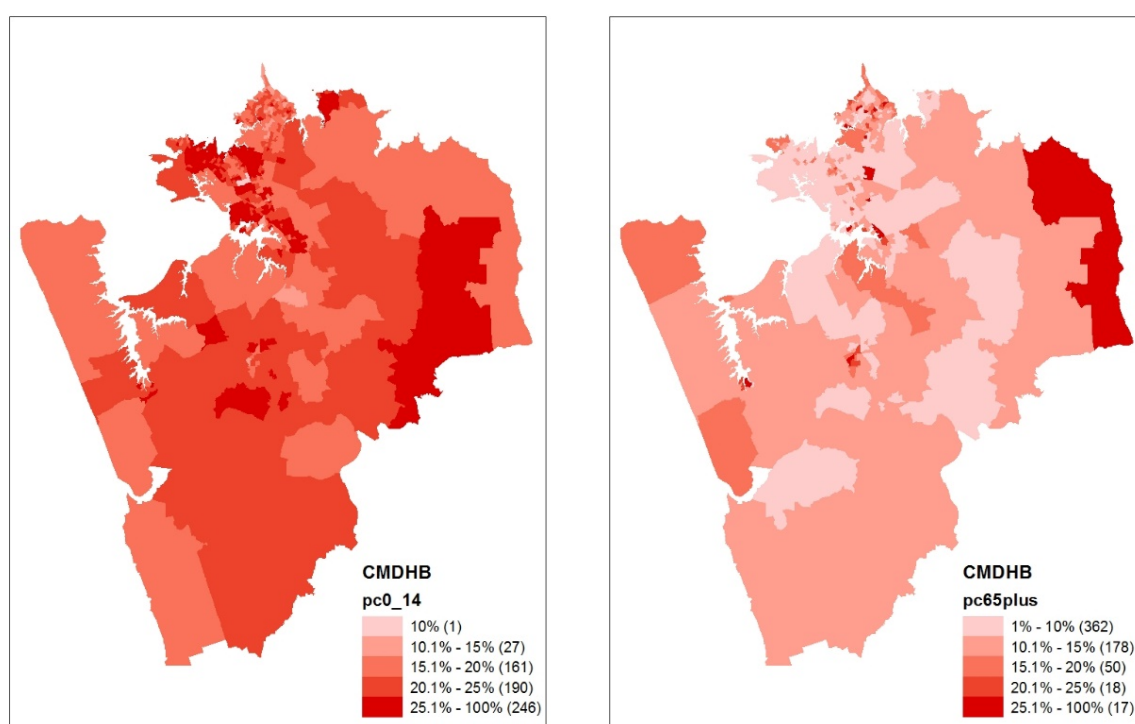 CMDHB
pc0_14
10% (1)
10.1% - 15% (27)
15.1% - 20% (161)
20.1% - 25% (190)
25.1% - 100% (246)
CMDHB
pc65plus
1% - 10% (362)
10.1% - 15% (178)
15.1% - 20% (50)
20.1% - 25% (18)
25.1% - 100% (17)